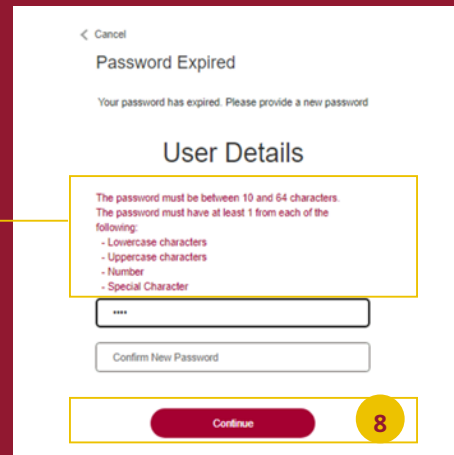 Cancel
Password Expired
Your password has expired. Please provide a new password
User Details
The password must be between 10 and 64 characters.
The password must have at least 1 from each of the
following:
- Lowercase characters
- Uppercase characters
- Number
- Special Character
••••
Confirm New Password
Continue
8